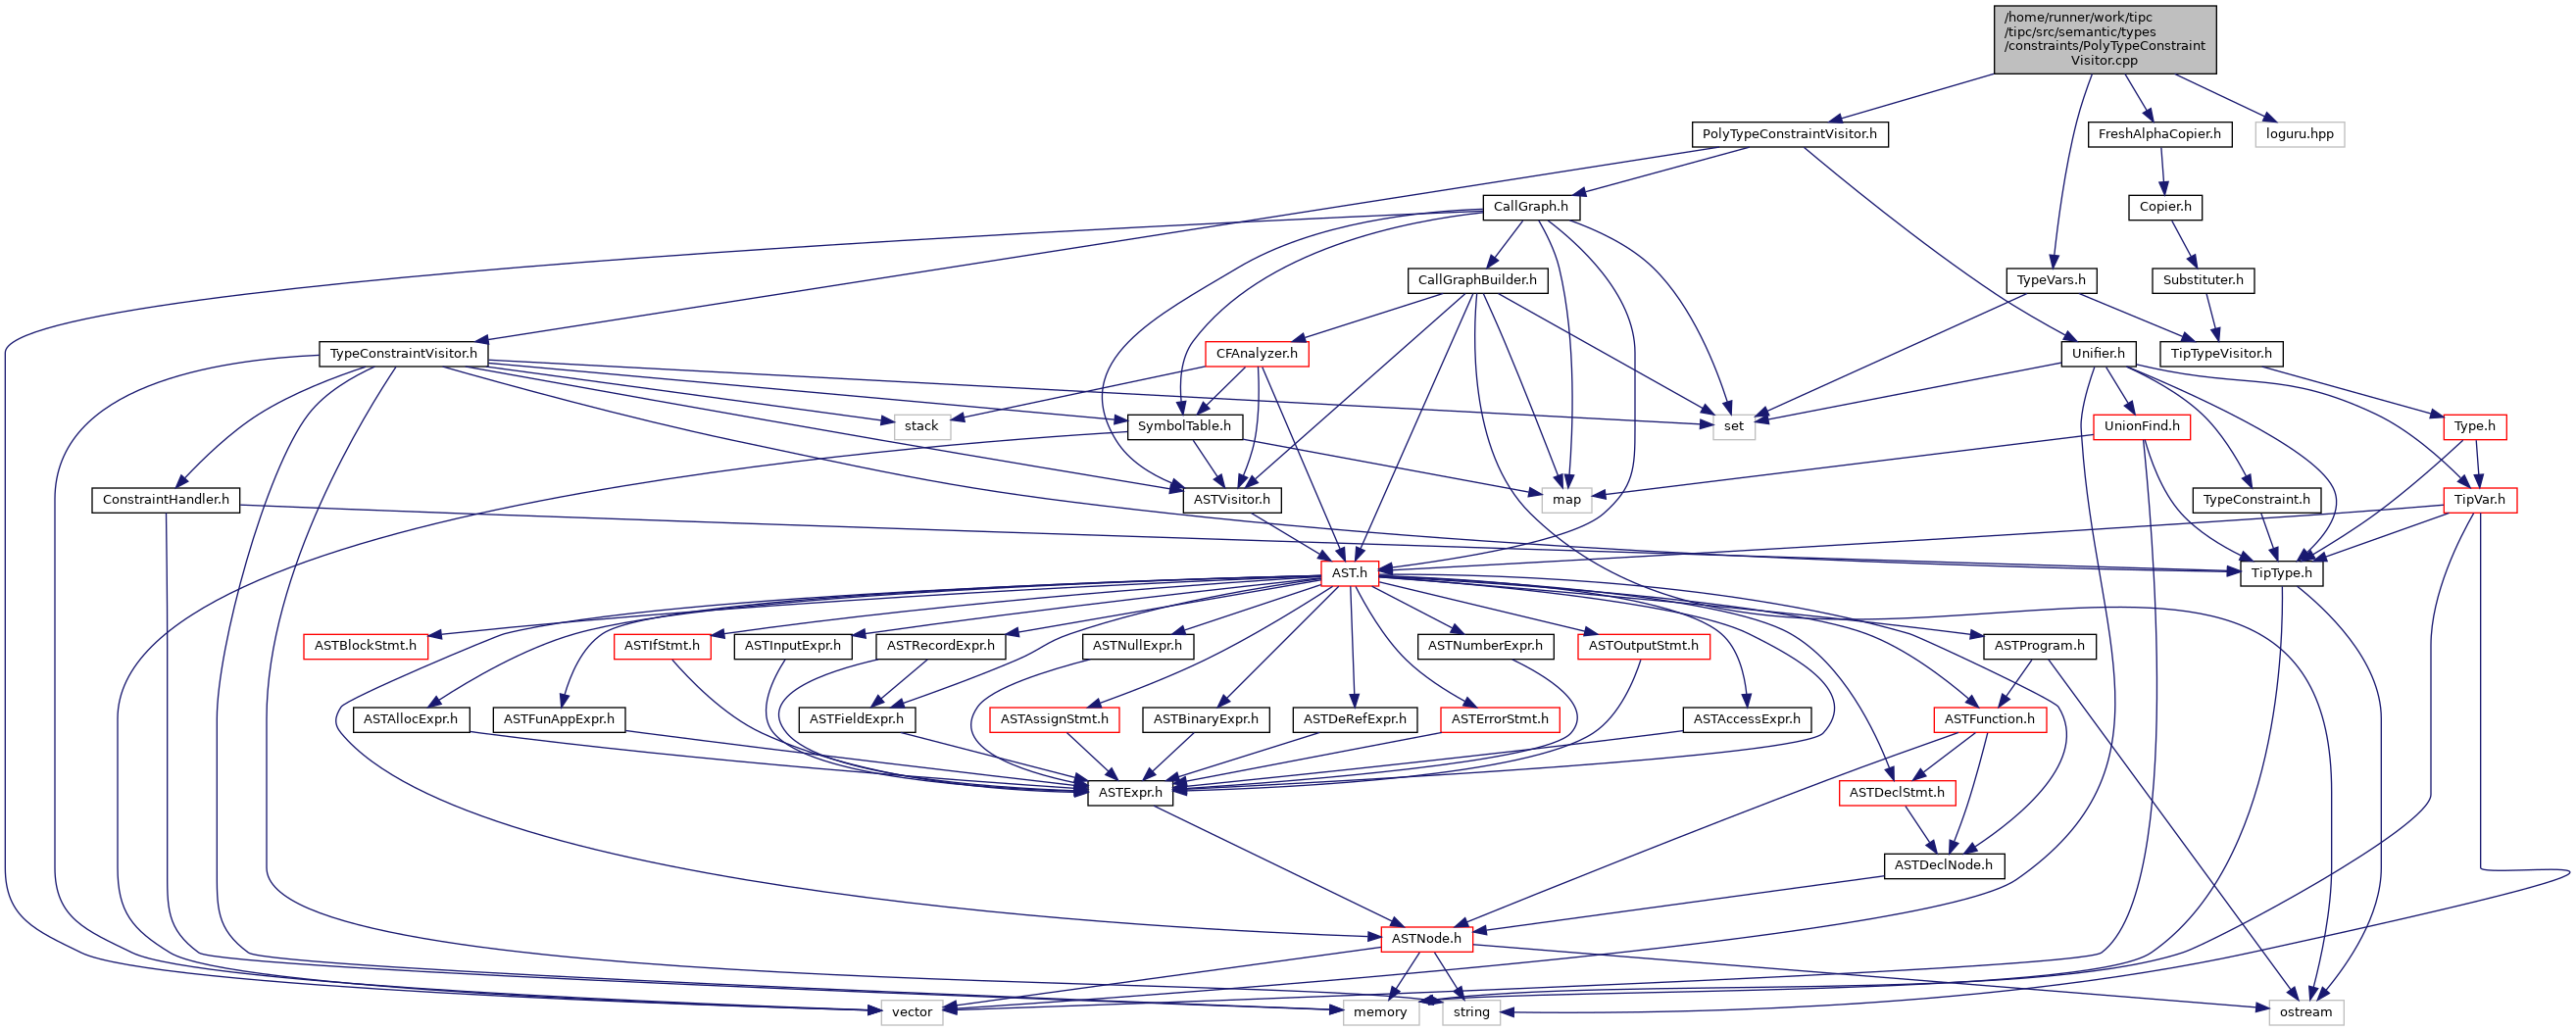 /home/runner/work/tipc
/tipc/src/semantic/types
/constraints/PolyTypeConstraint
Visitor.cpp
PolyTypeConstraintVisitor.h
FreshAlphaCopier.h
loguru.hpp
CallGraph.h
Copier.h
CallGraphBuilder.h
TypeVars.h
Substituter.h
TypeConstraintVisitor.h
CFAnalyzer.h
Unifier.h
TipTypeVisitor.h
stack
SymbolTable.h
set
UnionFind.h
Type.h
ConstraintHandler.h
ASTVisitor.h
map
TypeConstraint.h
TipVar.h
AST.h
TipType.h
ASTBlockStmt.h
ASTIfStmt.h
ASTInputExpr.h
ASTRecordExpr.h
ASTNullExpr.h
ASTNumberExpr.h
ASTOutputStmt.h
ASTProgram.h
ASTAllocExpr.h
ASTFunAppExpr.h
ASTFieldExpr.h
ASTAssignStmt.h
ASTBinaryExpr.h
ASTDeRefExpr.h
ASTErrorStmt.h
ASTAccessExpr.h
ASTFunction.h
ASTExpr.h
ASTDeclStmt.h
ASTDeclNode.h
ASTNode.h
vector
memory
string
ostream